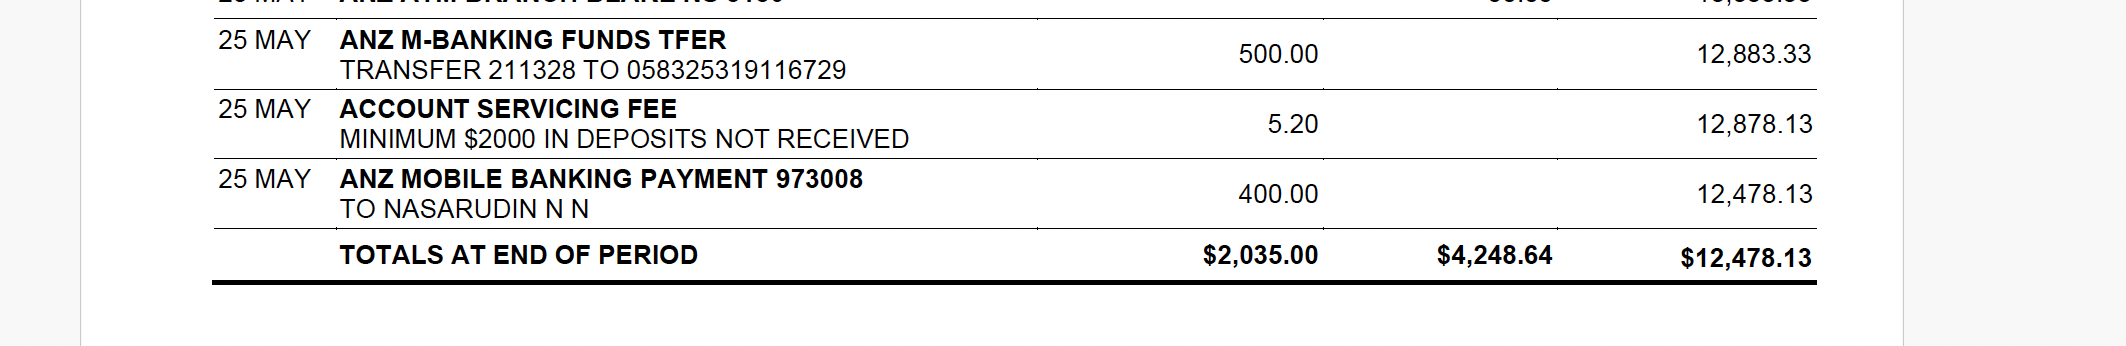 25 MAY ANZ M-BANKING FUNDS TFER 500.00 12,883.33
TRANSFER 211328 TO 058325319116729
25 MAY ACCOUNT SERVICING FEE 5.20 12,878.13
MINIMUM $2000 IN DEPOSITS NOT RECEIVED
25 MAY ANZ MOBILE BANKING PAYMENT 973008 400.00 12,478.13
TO NASARUDIN N N
TOTALS AT END OF PERIOD $2,035.00 $4,248.64 $12,478.13